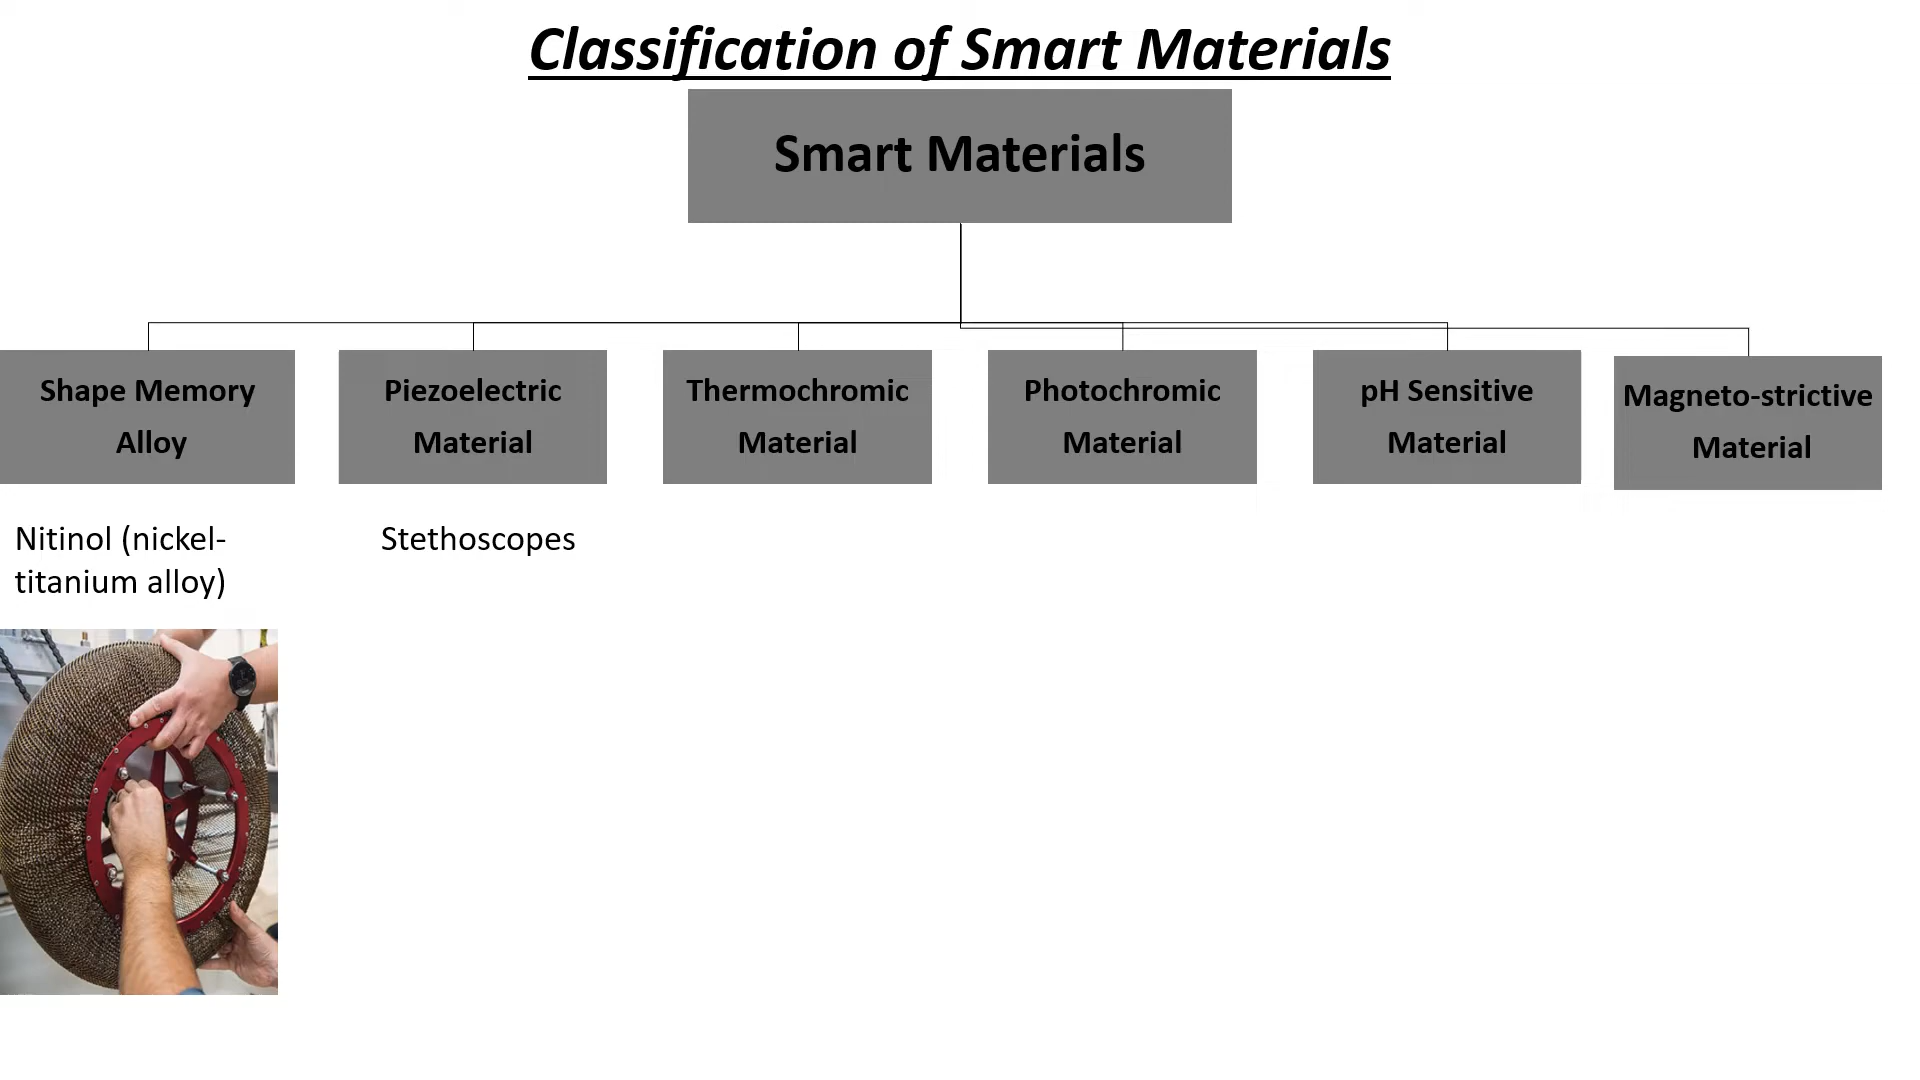 Classification of Smart Materials
Smart Materials
Shape Memory
Alloy
Piezoelectric
Material
Thermochromic
Material
Photochromic
Material
pH Sensitive
Material
Magneto-strictive
Material
Nitinol (nickel-
titanium alloy)
Stethoscopes